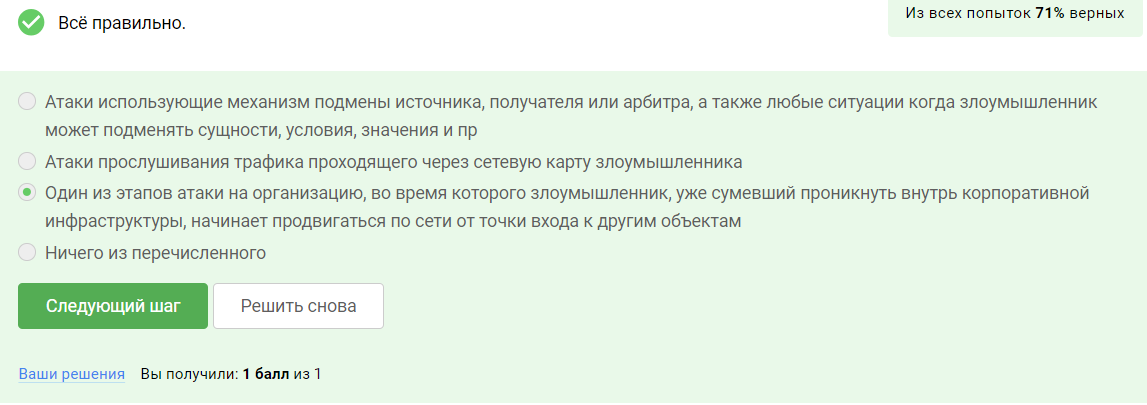 Всё правильно.
Из всех попыток 71% верных
Атаки использующие механизм подмены источника, получателя или арбитра, а также любые ситуации когда злоумышленник
может подменять сущности, условия, значения и пр
Атаки прослушивания трафика проходящего через сетевую карту злоумышленника
Один из этапов атаки на организацию, во время которого злоумышленник, уже сумевший проникнуть внутрь корпоративной
инфраструктуры, начинает продвигаться по сети от точки входа к другим объектам
Ничего из перечисленного
Следующий шаг
Решить снова
Ваши решения Вы получили: 1 балл из 1